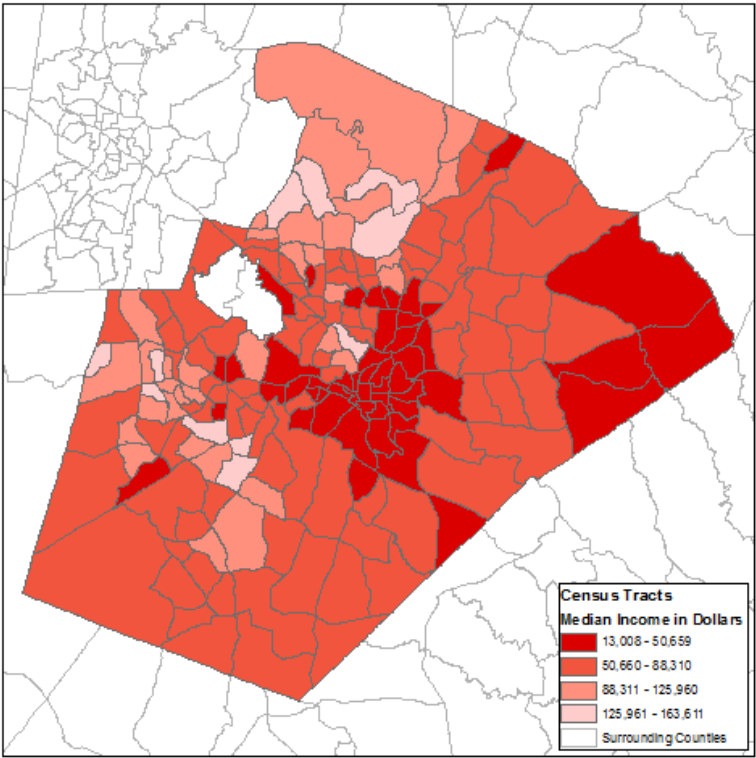 Census Tracts
Median Income in Dollars
13,008 - 50,659
50,660 - 88,310
88,311 - 125,960
125,961 - 163,611
Surrounding Counties